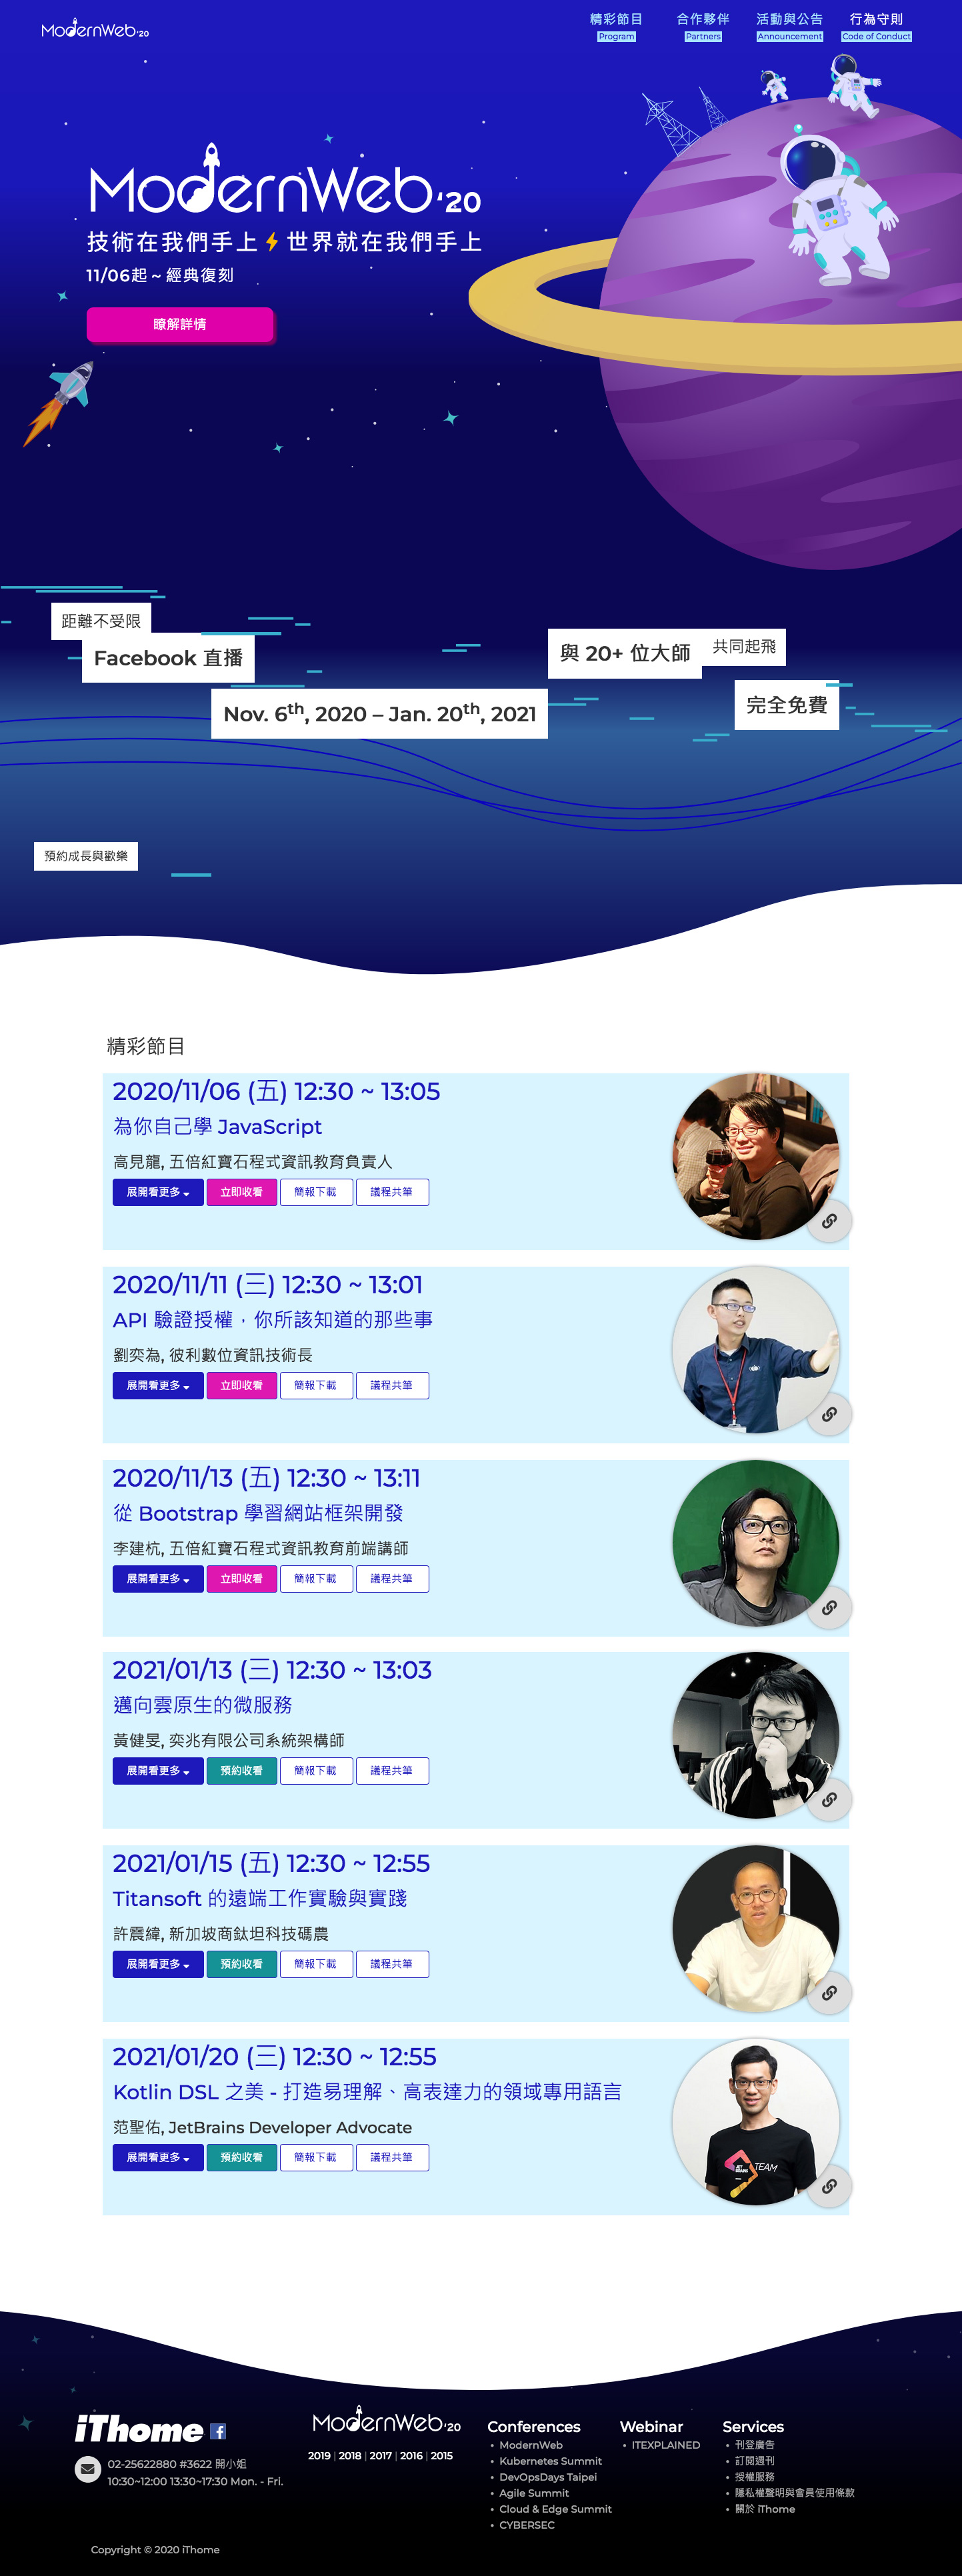 ModernWeb '20
精彩節目
Program
合作夥伴
Partners
活動與公告
Announcement
行為守則
Code of Conduct
ModernWeb '20
技術在我們手上⚡世界就在我們手上
11/06起 ~ 經典復刻
瞭解詳情
距離不受限
Facebook 直播
Nov. 6th, 2020 – Jan. 20th, 2021
與 20+ 位大師
共同起飛
完全免費
預約成長與歡樂
精彩節目
2020/11/06 (五) 12:30 ~ 13:05
為你自己學 JavaScript
高見龍, 五倍紅寶石程式資訊教育負責人
展開看更多 立即收看 簡報下載 議程共筆
2020/11/11 (三) 12:30 ~ 13:01
API 驗證授權，你所該知道的那些事
劉奕為, 彼利數位資訊技術長
展開看更多 立即收看 簡報下載 議程共筆
2020/11/13 (五) 12:30 ~ 13:11
從 Bootstrap 學習網站框架開發
李建杭, 五倍紅寶石程式資訊教育前端講師
展開看更多 立即收看 簡報下載 議程共筆
2021/01/13 (三) 12:30 ~ 13:03
邁向雲原生的微服務
黃健旻, 奕兆有限公司系統架構師
展開看更多 預約收看 簡報下載 議程共筆
2021/01/15 (五) 12:30 ~ 12:55
Titansoft 的遠端工作實驗與實踐
許震緯, 新加坡商鈦坦科技碼農
展開看更多 預約收看 簡報下載 議程共筆
2021/01/20 (三) 12:30 ~ 12:55
Kotlin DSL 之美 - 打造易理解、高表達力的領域專用語言
范聖佑, JetBrains Developer Advocate
展開看更多 預約收看 簡報下載 議程共筆
JET
BRAINS
TEAM
iThome
02-25622880 #3622 開小姐
10:30~12:00 13:30~17:30 Mon. - Fri.
ModernWeb '20
2019 | 2018 | 2017 | 2016 | 2015
Conferences
• ModernWeb
• Kubernetes Summit
• DevOpsDays Taipei
• Agile Summit
• Cloud & Edge Summit
• CYBERSEC
Webinar
• ITEXPLAINED
Services
• 刊登廣告
• 訂閱週刊
• 授權服務
• 隱私權聲明與會員使用條款
• 關於 iThome
Copyright © 2020 iThome